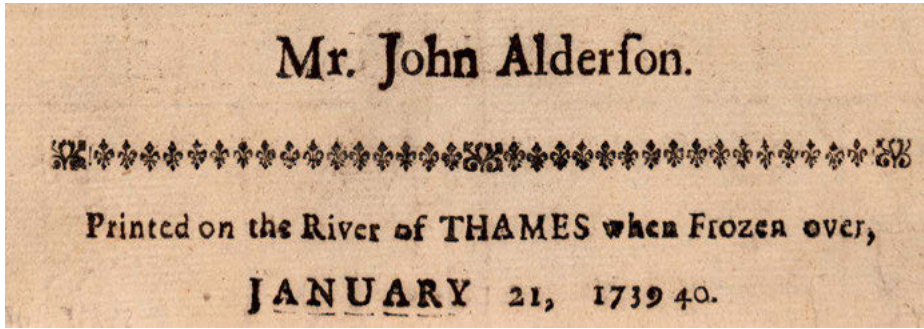 Mr. John Alderſon.
Printed on the River of THAMES when Frozen over,
JANUARY 21, 1739 40.